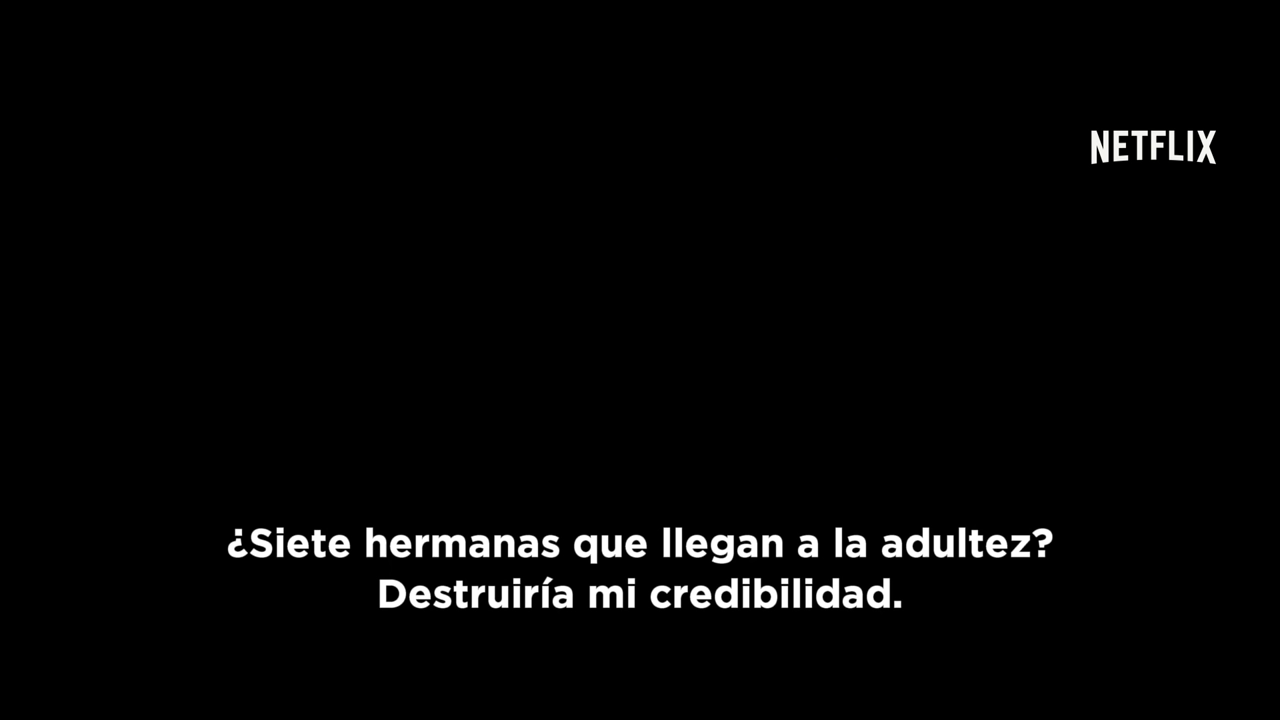 NETFLIX
¿Siete hermanas que llegan a la adultez?
Destruiría mi credibilidad.